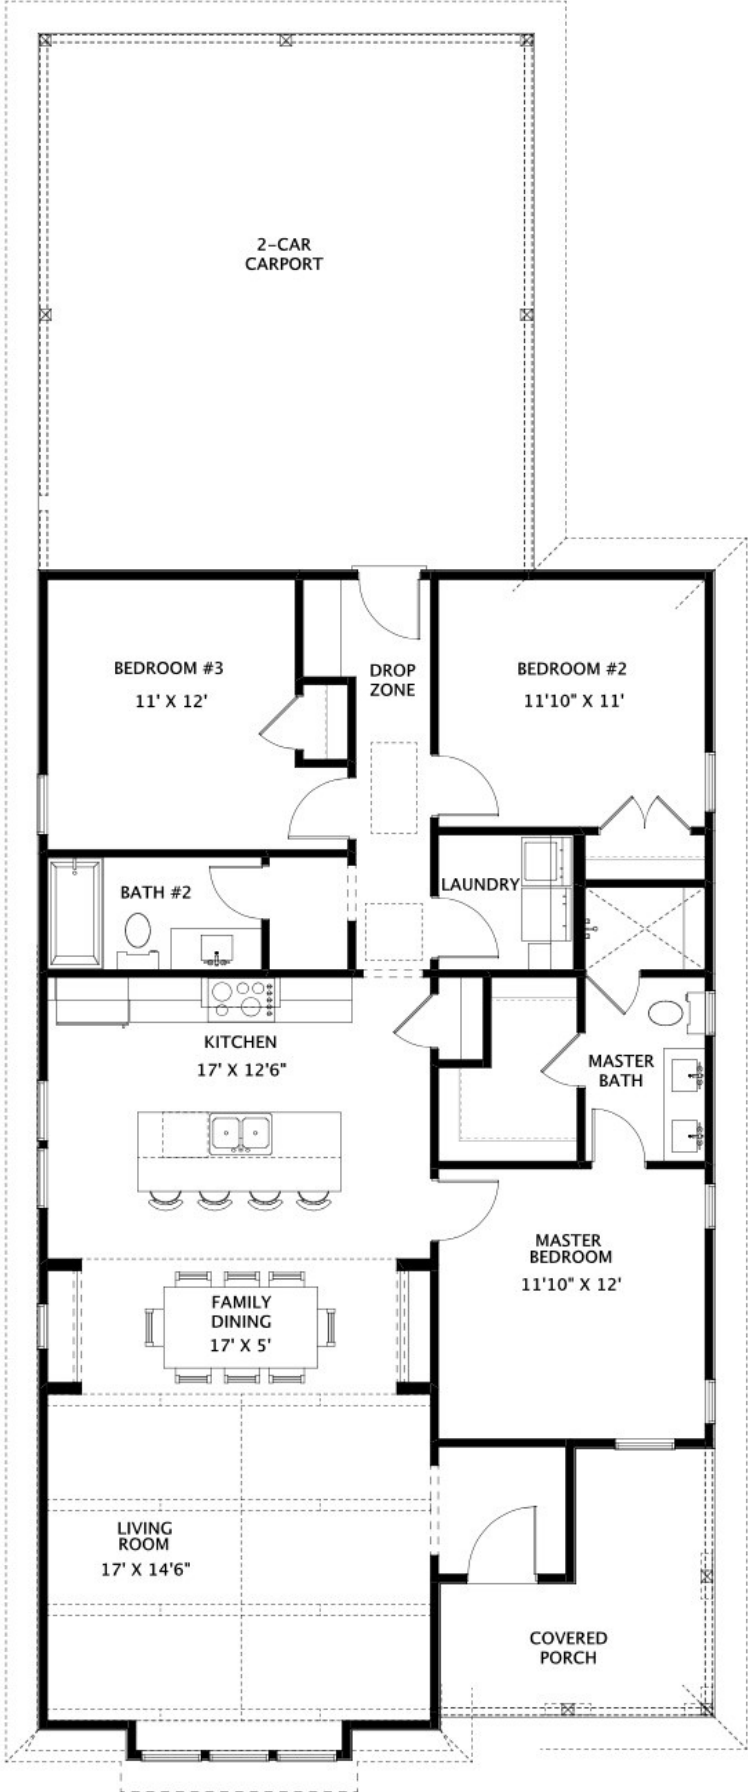 2-CAR
CARPORT
BEDROOM #3
11' X 12'
DROP
ZONE
BEDROOM #2
11'10" X 11'
BATH #2
LAUNDRY
KITCHEN
17' X 12'6"
MASTER
BATH
MASTER
BEDROOM
11'10" X 12'
FAMILY
DINING
17' X 5'
LIVING
ROOM
17' X 14'6"
COVERED
PORCH